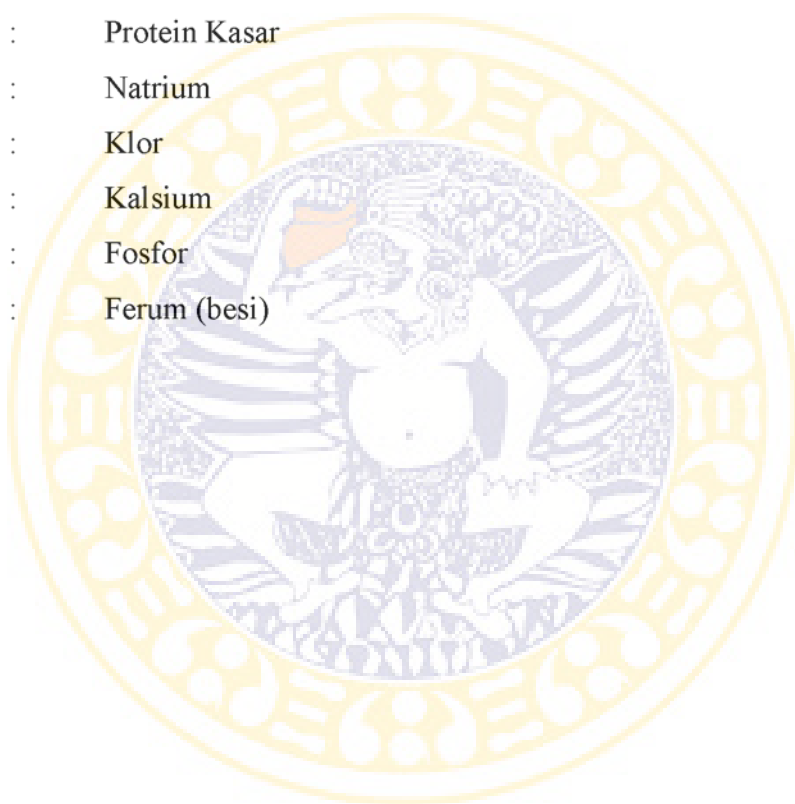 : Protein Kasar
: Natrium
: Klor
: Kalsium
: Fosfor
: Ferum (besi)